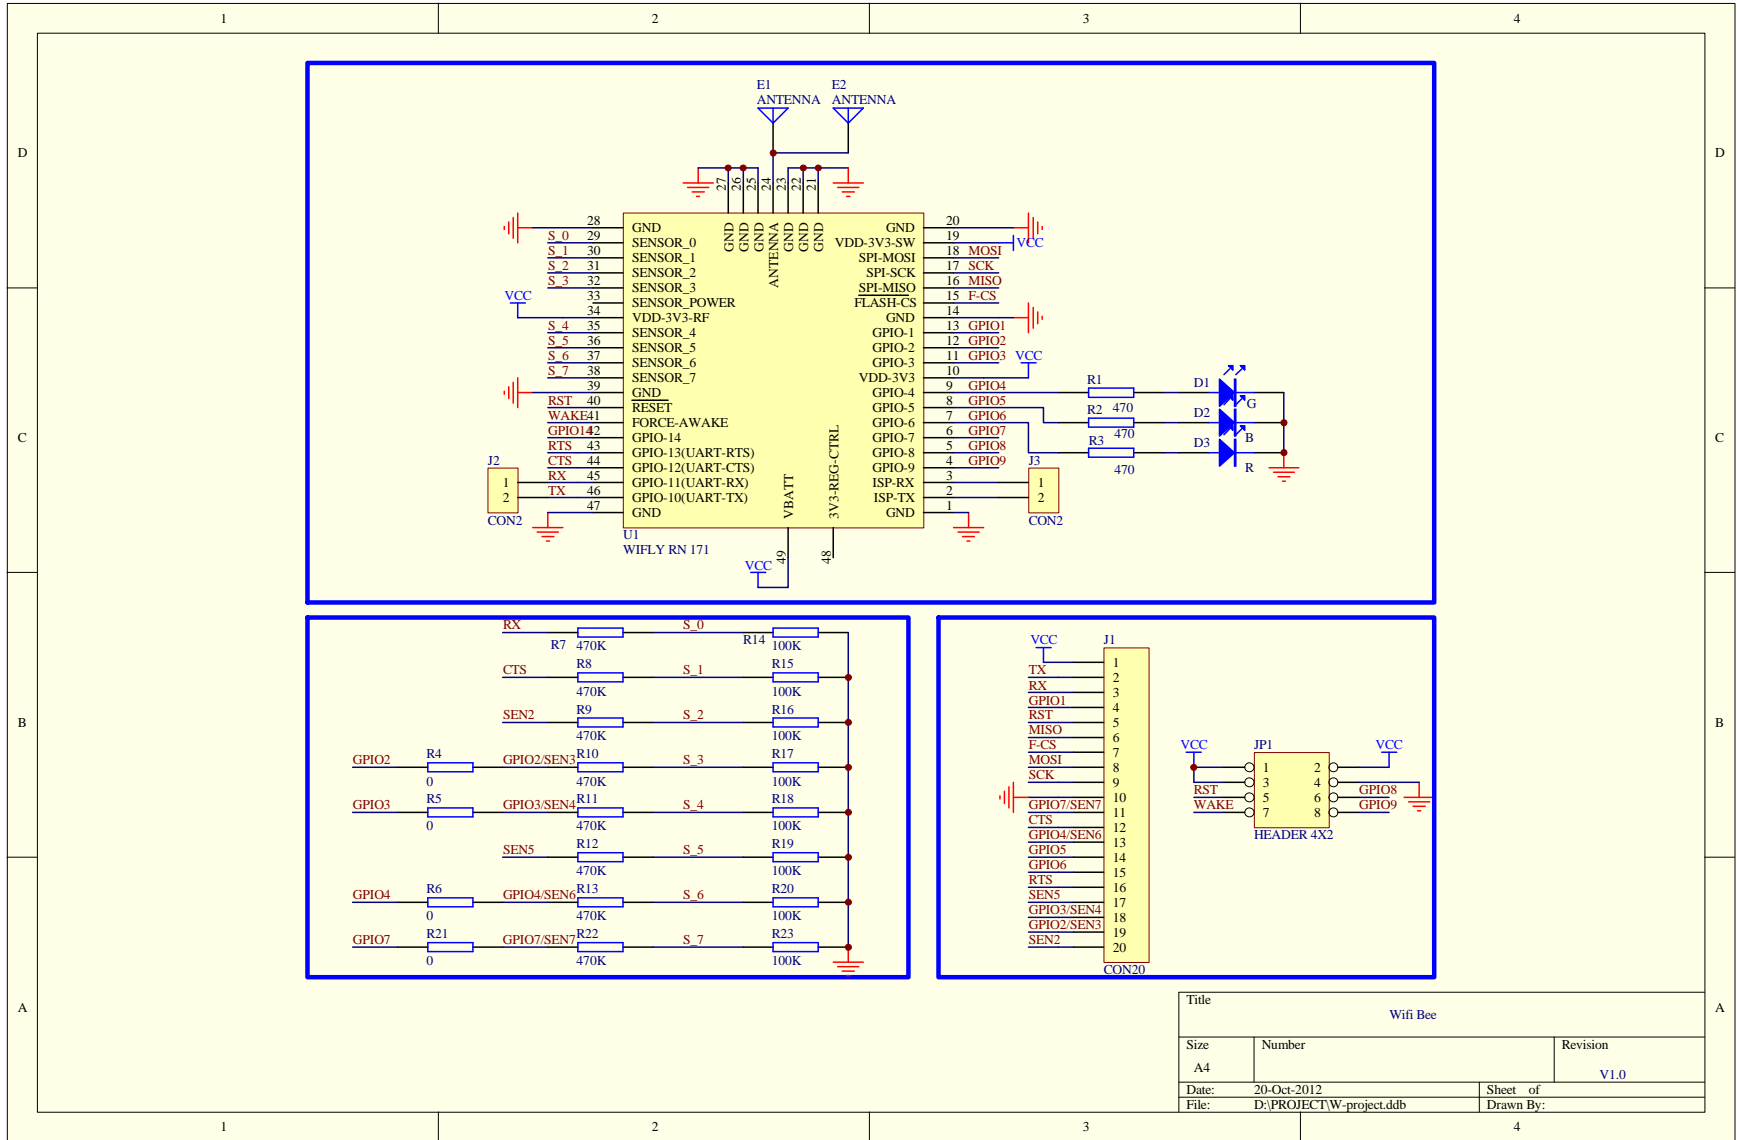 1 2 3 4
D D
C C
B B
A A
E1 E2
ANTENNA ANTENNA
27 26 25 24 23 22 21
GND GND GND ANTENNA GND GND GND
28 GND GND 20
S_0 29 SENSOR_0 VDD-3V3-SW 19 VCC
S_1 30 SENSOR_1 SPI-MOSI 18 MOSI
S_2 31 SENSOR_2 SPI-SCK 17 SCK
S_3 32 SENSOR_3 SPI-MISO 16 MISO
33 SENSOR_POWER FLASH-CS 15 F-CS
VCC 34 VDD-3V3-RF GND 14
S_4 35 SENSOR_4 GPIO-1 13 GPIO1
S_5 36 SENSOR_5 GPIO-2 12 GPIO2
S_6 37 SENSOR_6 GPIO-3 11 GPIO3
S_7 38 SENSOR_7 VDD-3V3 10 VCC
39 GND GPIO-4 9 GPIO4 R1 470 D1 G
RST 40 RESET GPIO-5 8 GPIO5 R2 470 D2 B
WAKE 41 FORCE-AWAKE GPIO-6 7 GPIO6 R3 470 D3 R
GPIO14 42 GPIO-14 GPIO-7 6 GPIO7
RTS 43 GPIO-13(UART-RTS) GPIO-8 5 GPIO8
CTS 44 GPIO-12(UART-CTS) GPIO-9 4 GPIO9
J2 1 RX 45 GPIO-11(UART-RX) ISP-RX 3 1 J3
2 TX 46 GPIO-10(UART-TX) ISP-TX 2 2
CON2 47 GND GND 1 CON2
VBATT 3V3-REG-CTRL
49 48
VCC
U1
WIFLY RN 171
RX R7 470K S_0 R14 100K
CTS R8 470K S_1 R15 100K
SEN2 R9 470K S_2 R16 100K
GPIO2 R4 0 GPIO2/SEN3 R10 470K S_3 R17 100K
GPIO3 R5 0 GPIO3/SEN4 R11 470K S_4 R18 100K
SEN5 R12 470K S_5 R19 100K
GPIO4 R6 0 GPIO4/SEN6 R13 470K S_6 R20 100K
GPIO7 R21 0 GPIO7/SEN7 R22 470K S_7 R23 100K
VCC J1
1
TX 2
RX 3
GPIO1 4
RST 5
MISO 6
F-CS 7
MOSI 8
SCK 9
10
GPIO7/SEN7 11
CTS 12
GPIO4/SEN6 13
GPIO5 14
GPIO6 15
RTS 16
SEN5 17
GPIO3/SEN4 18
GPIO2/SEN3 19
SEN2 20
CON20
VCC JP1 VCC
1 2
3 4
RST 5 6 GPIO8
WAKE 7 8 GPIO9
HEADER 4X2
Title
Wifi Bee
Size Number Revision
A4 V1.0
Date: 20-Oct-2012 Sheet of
File: D:\PROJECT\W-project.ddb Drawn By:
1 2 3 4